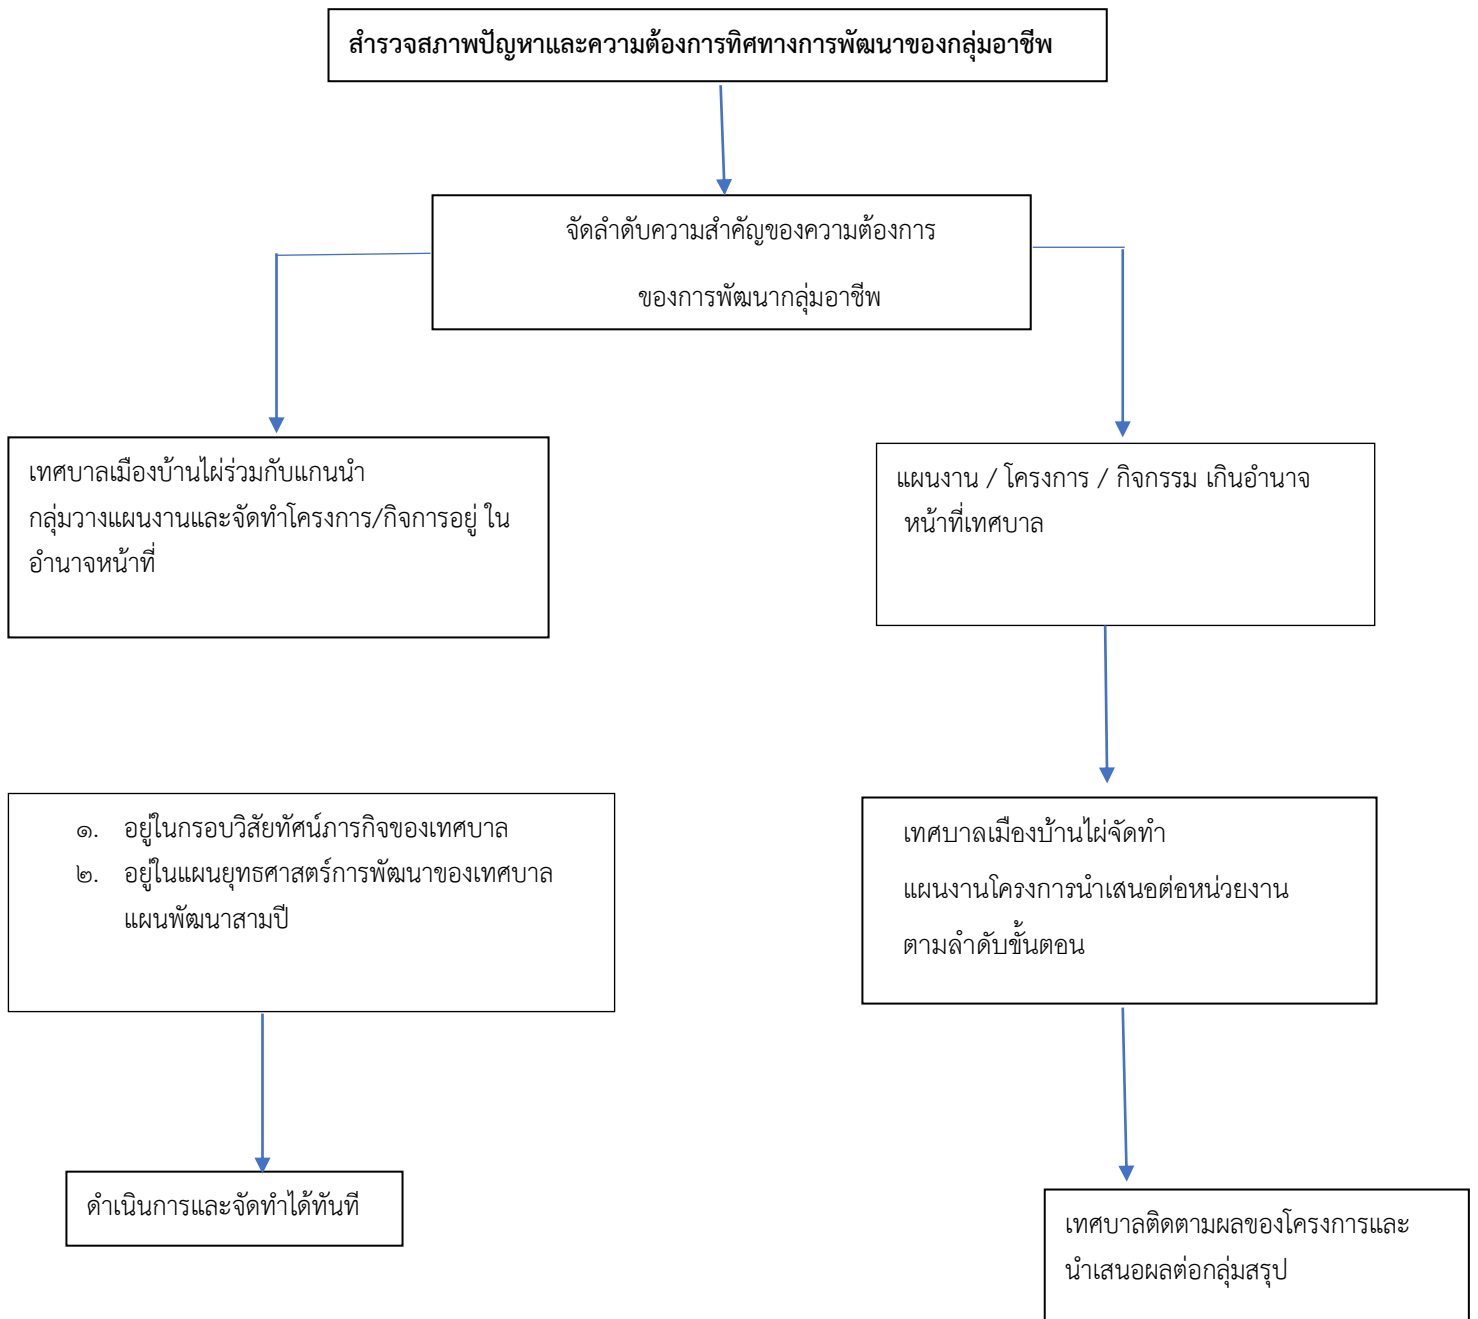 สำรวจสภาพปัญหาและความต้องการทิศทางการพัฒนาของกลุ่มอาชีพ
จัดลำดับความสำคัญของความต้องการ
ของการพัฒนากลุ่มอาชีพ
เทศบาลเมืองบ้านไผ่ร่วมกับแกนนำ
กลุ่มวางแผนงานและจัดทำโครงการ/กิจการอยู่ ใน
อำนาจหน้าที่
แผนงาน / โครงการ / กิจกรรม เกินอำนาจ
หน้าที่เทศบาล
๑. อยู่ในกรอบวิสัยทัศน์ภารกิจของเทศบาล
๒. อยู่ในแผนยุทธศาสตร์การพัฒนาของเทศบาล
แผนพัฒนาสามปี
เทศบาลเมืองบ้านไผ่จัดทำ
แผนงานโครงการนำเสนอต่อหน่วยงาน
ตามลำดับขั้นตอน
ดำเนินการและจัดทำได้ทันที
เทศบาลติดตามผลของโครงการและ
นำเสนอผลต่อกลุ่มสรุป